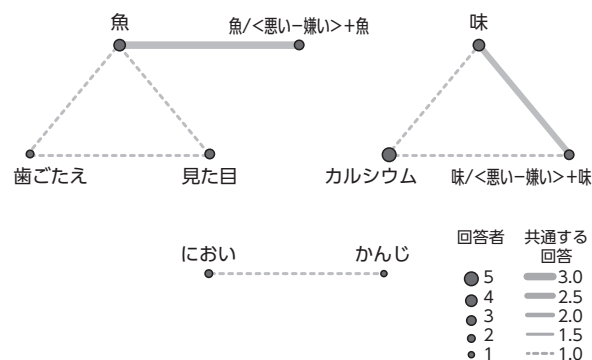 魚
魚/<悪い−嫌い>+魚
味
歯ごたえ
見た目
カルシウム
味/<悪い−嫌い>+味
におい
かんじ
回答者
共通する
回答
5
3.0
4
2.5
3
2.0
2
1.5
1
1.0